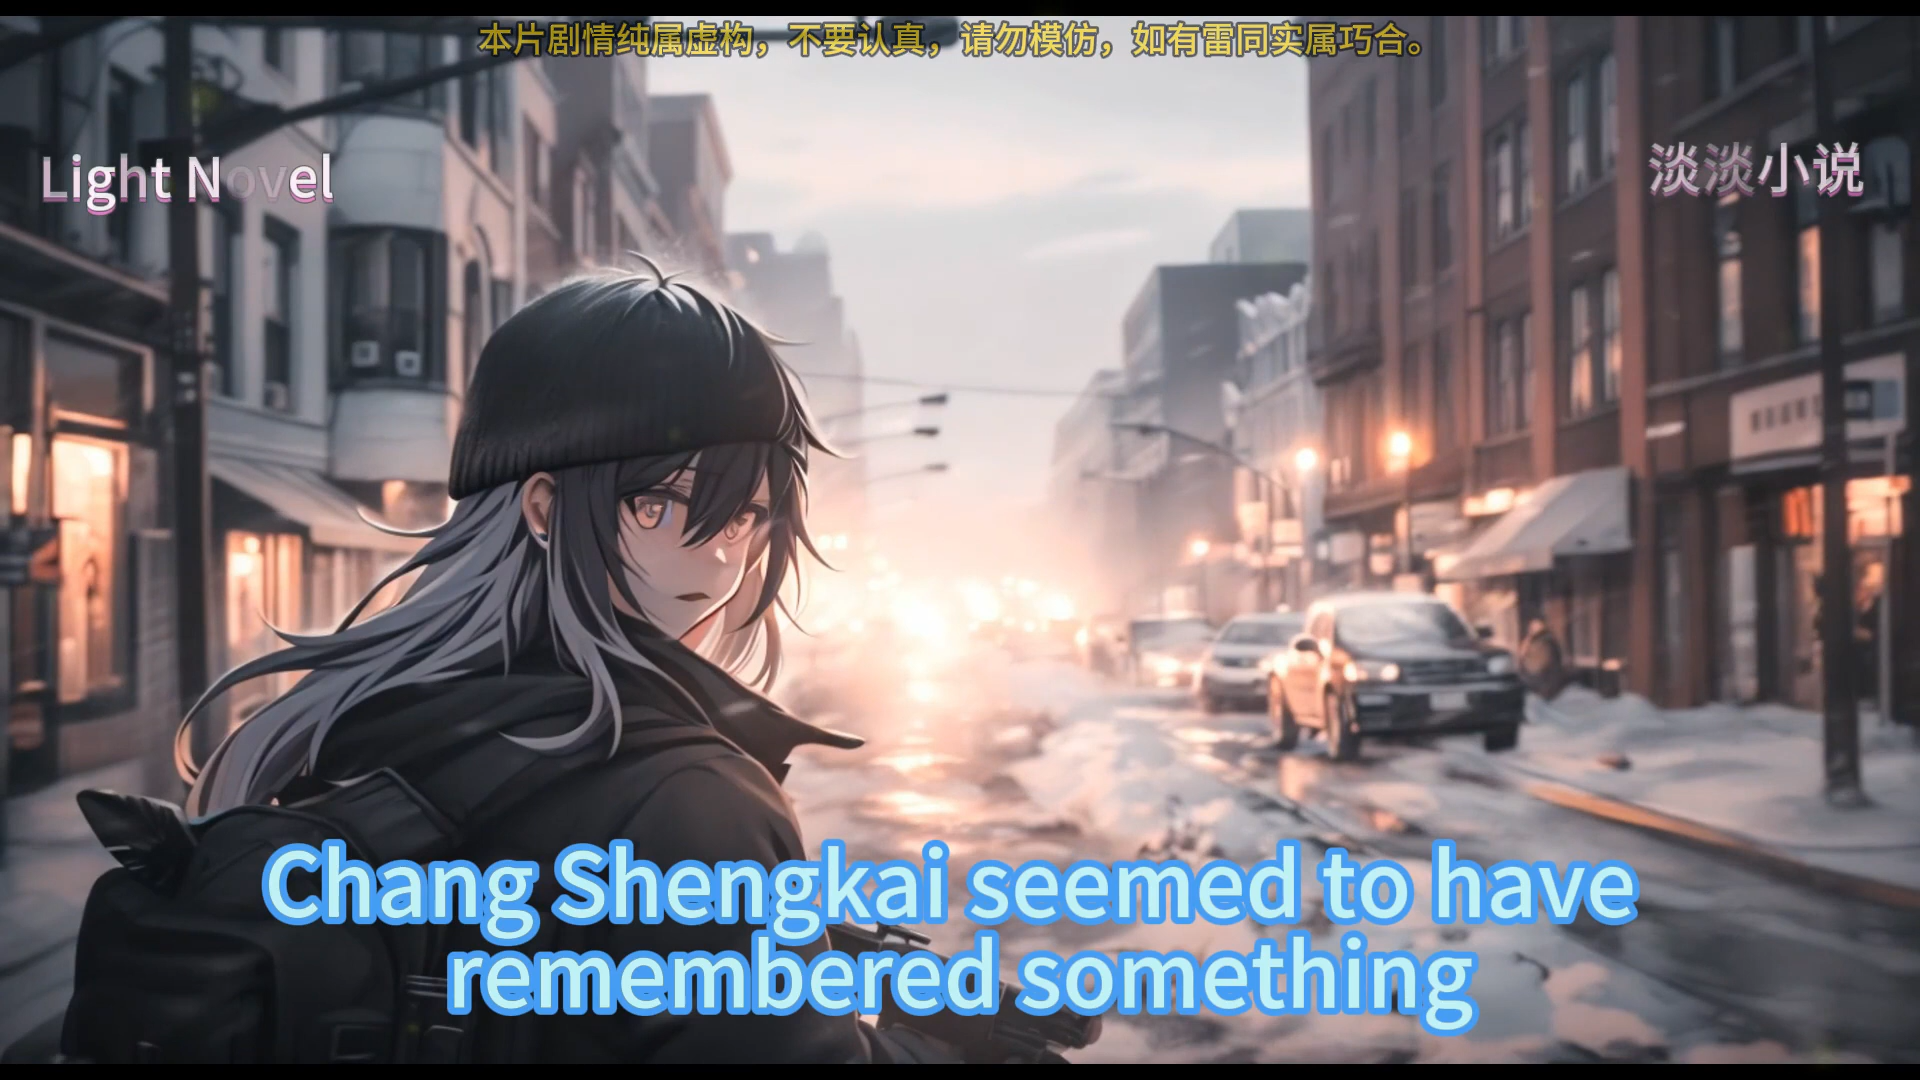 本片剧情纯属虚构，不要认真，请勿模仿，如有雷同实属巧合。
Light Novel
淡淡小说
Chang Shengkai seemed to have
remembered something